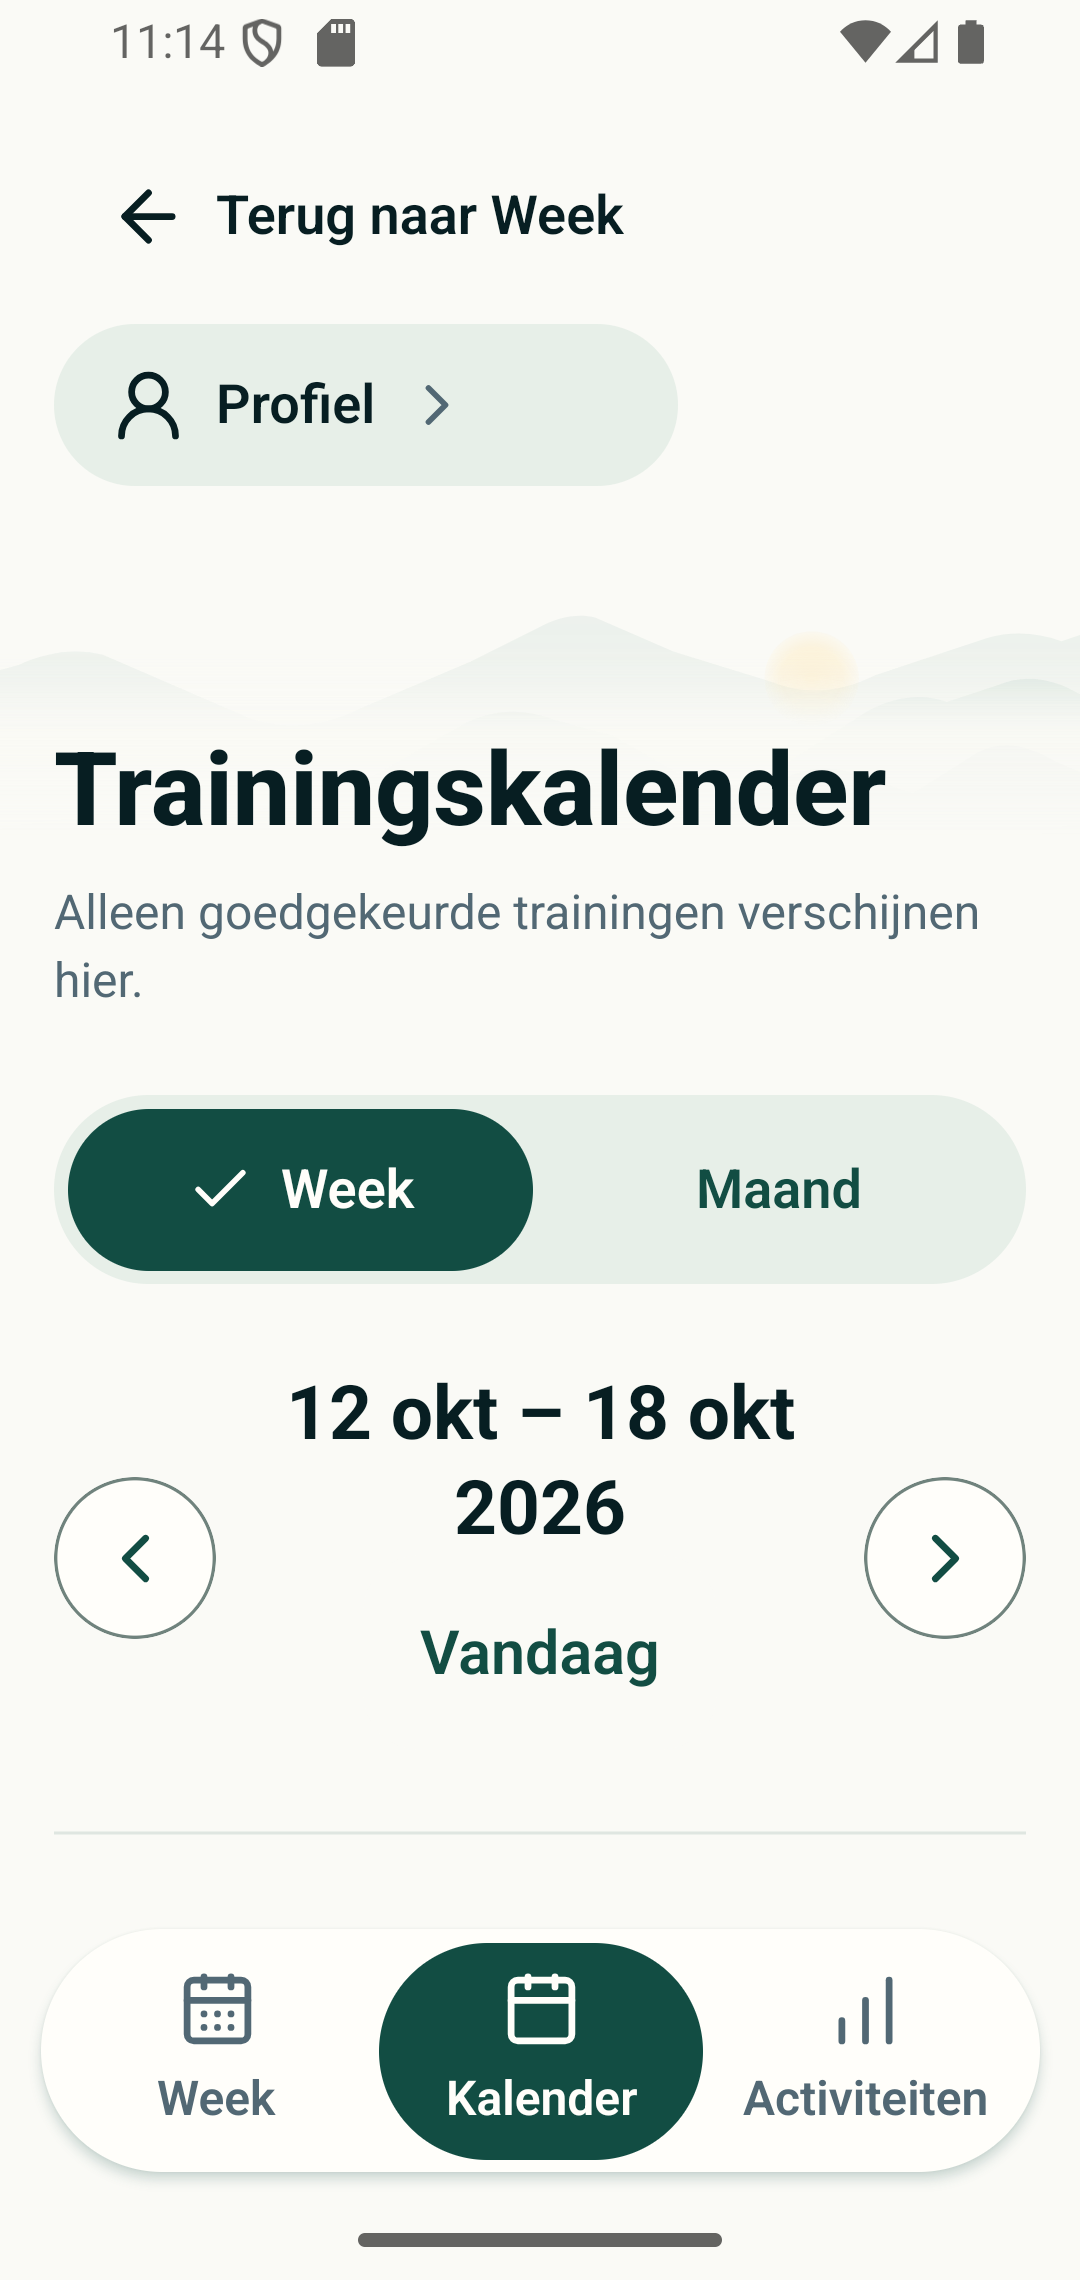 11:14
Terug naar Week
Profiel
Trainingskalender
Alleen goedgekeurde trainingen verschijnen
hier.
Week
Maand
12 okt – 18 okt
2026
Vandaag
Week
Kalender
Activiteiten